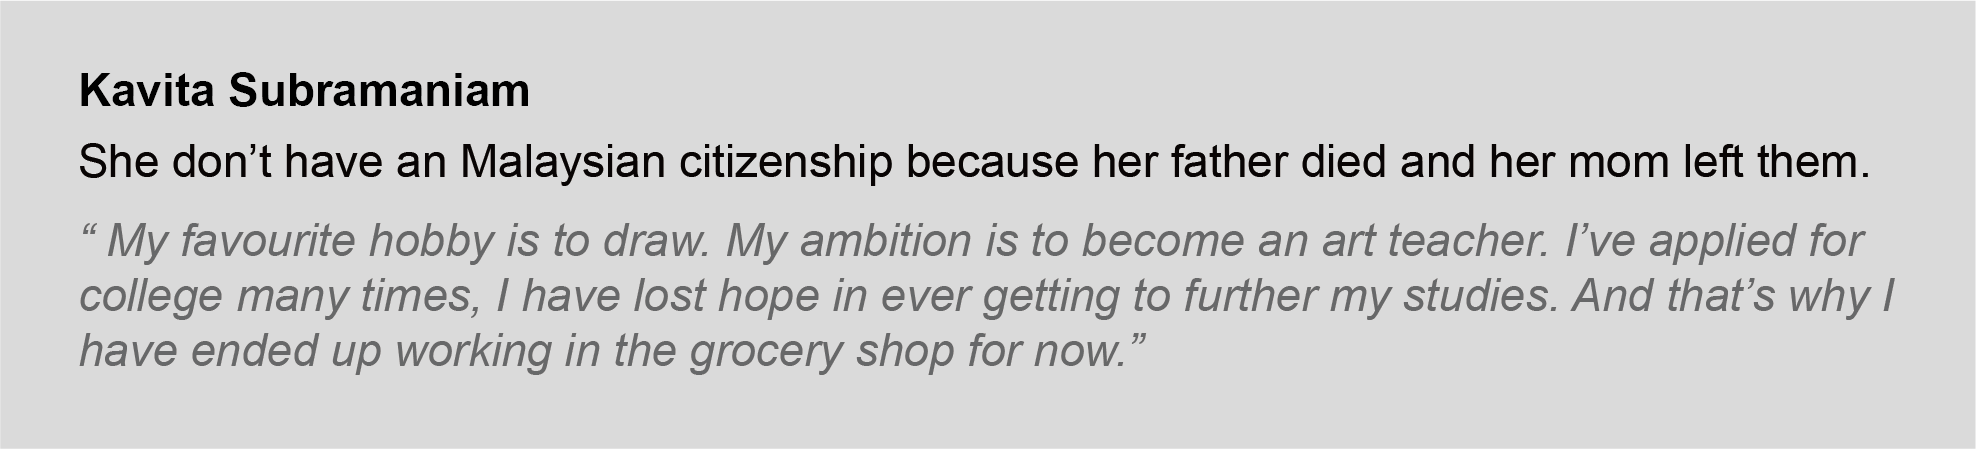 Kavita Subramaniam
She don’t have an Malaysian citizenship because her father died and her mom left them.
“ My favourite hobby is to draw. My ambition is to become an art teacher. I’ve applied for
college many times, I have lost hope in ever getting to further my studies. And that’s why I
have ended up working in the grocery shop for now.”